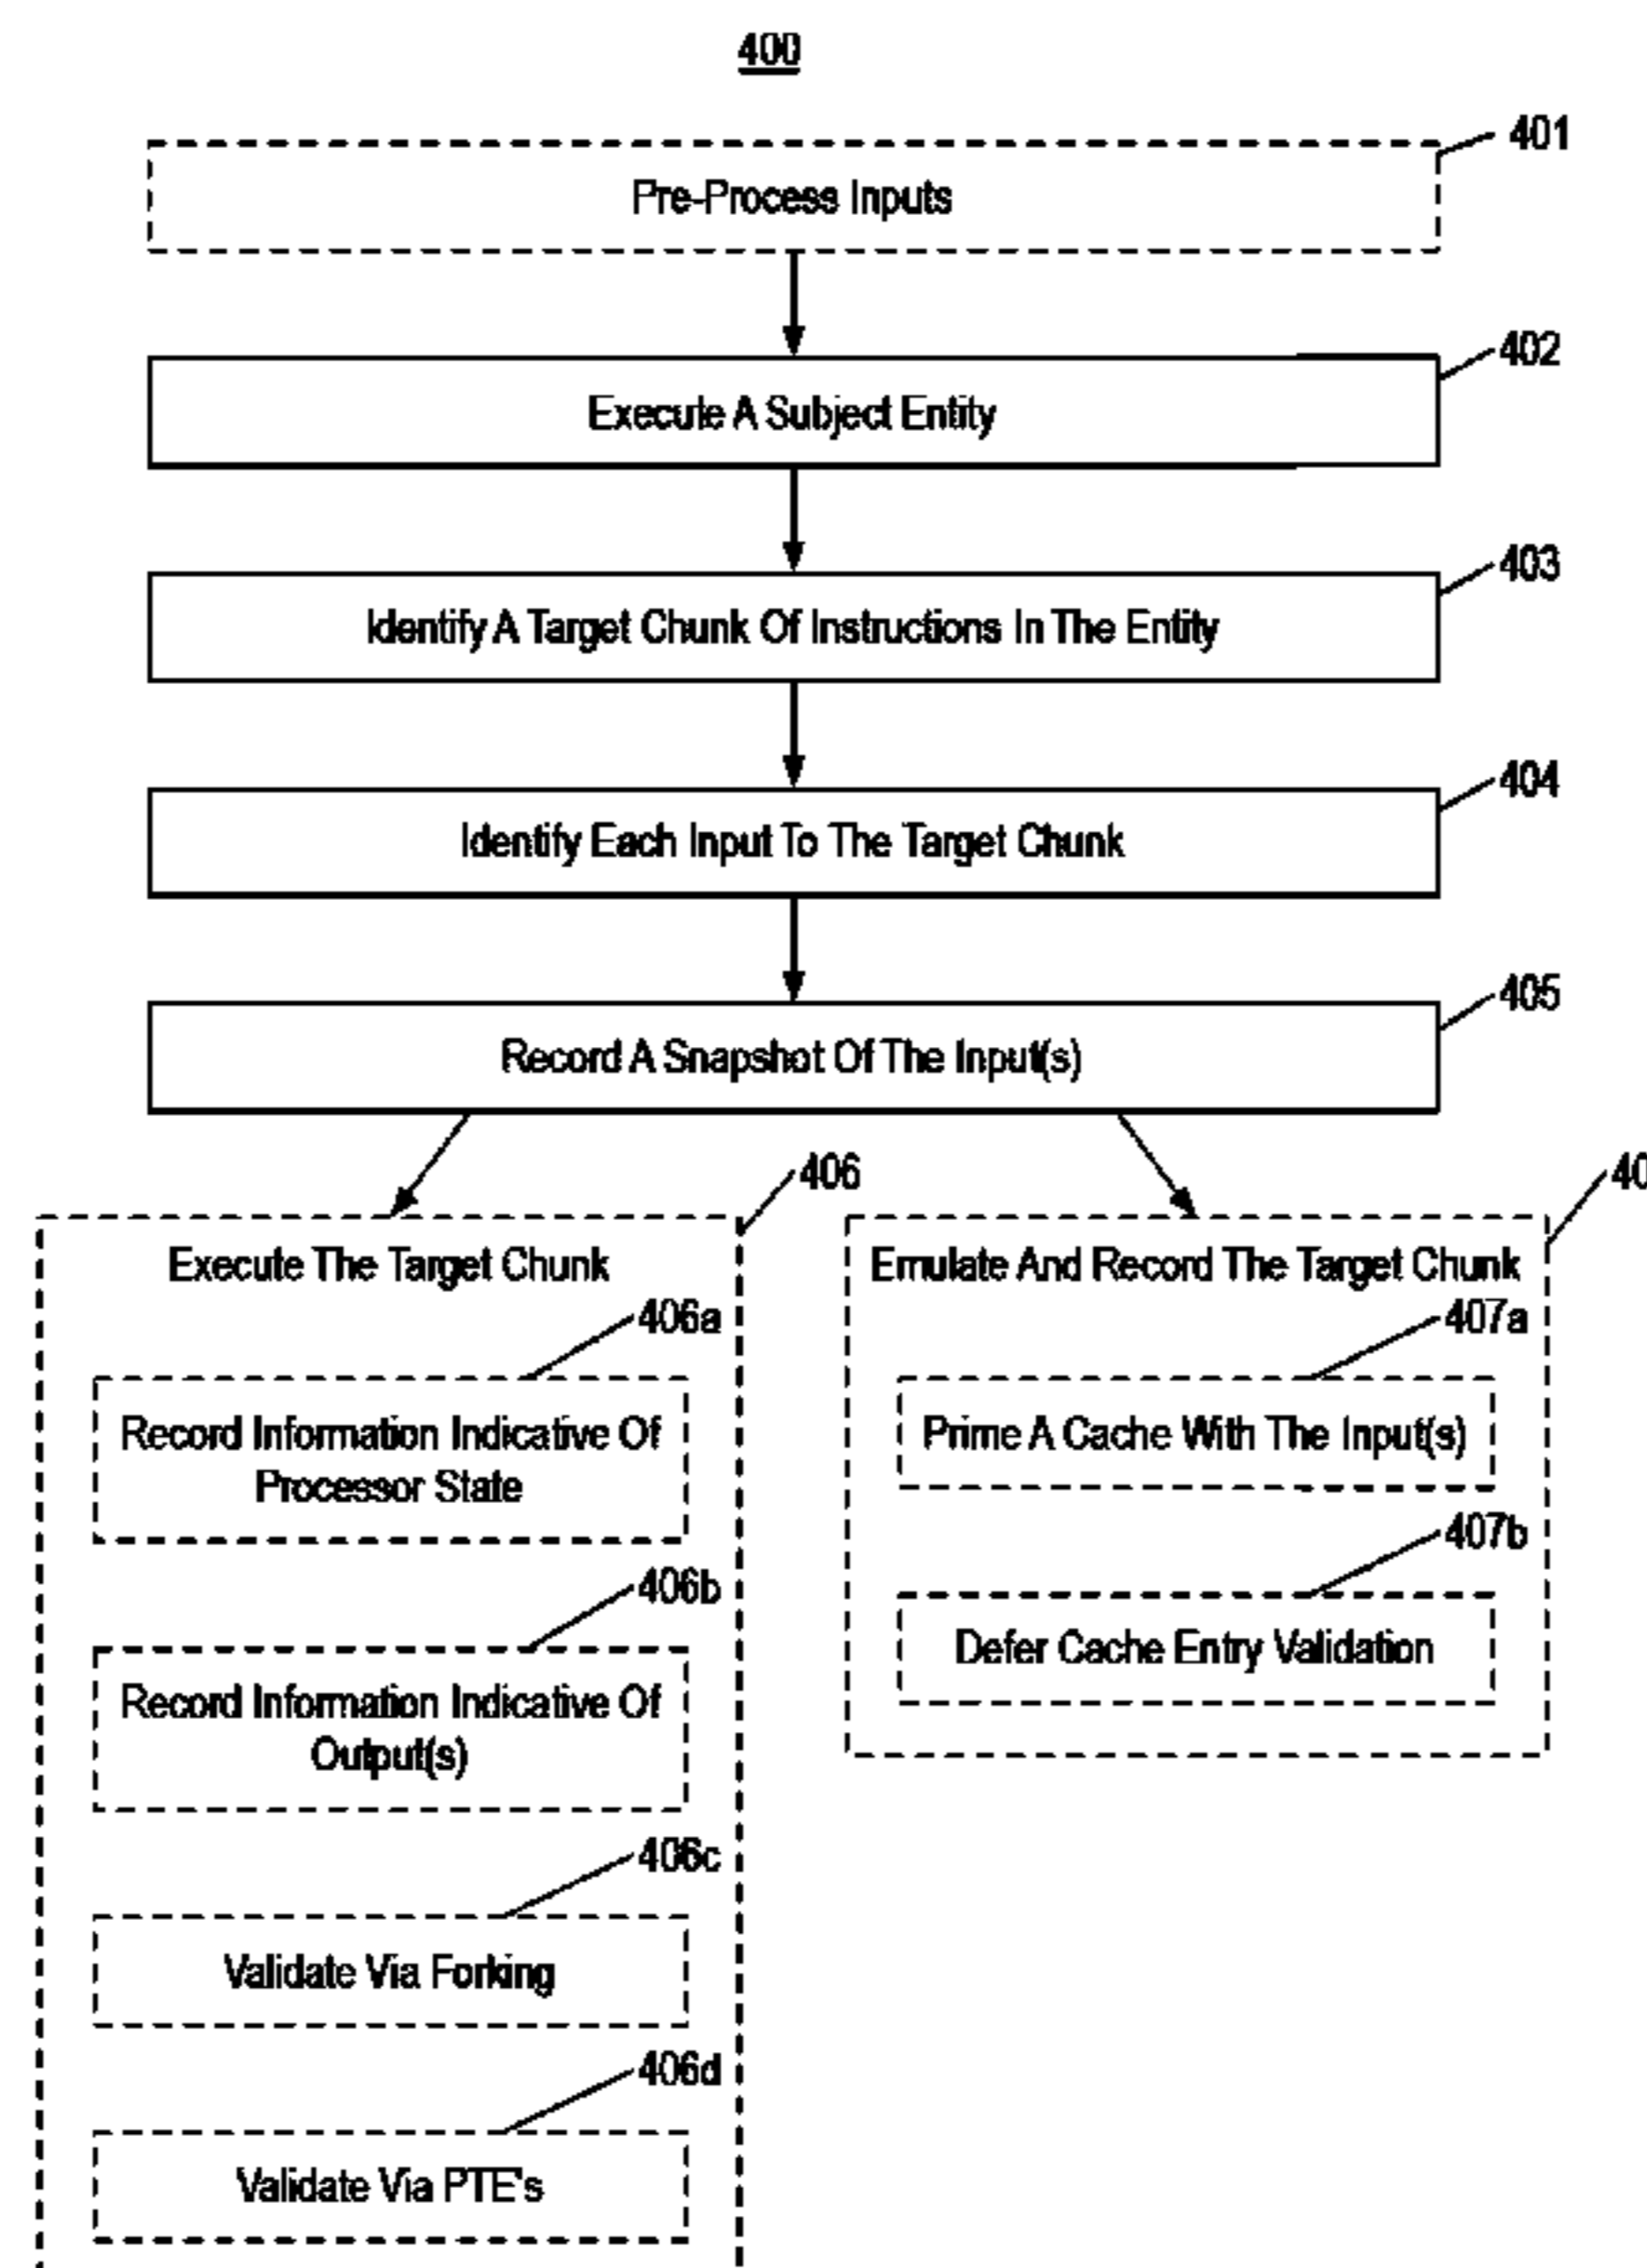 400
401
Pre-Process Inputs
402
Execute A Subject Entity
403
Identify A Target Chunk Of Instructions In The Entity
404
Identify Each Input To The Target Chunk
405
Record A Snapshot Of The Input(s)
406
Execute The Target Chunk
406a
Record Information Indicative Of
Processor State
406b
Record Information Indicative Of
Output(s)
406c
Validate Via Forking
406d
Validate Via PTE's
40
Emulate And Record The Target Chunk
407a
Prime A Cache With The Input(s)
407b
Defer Cache Entry Validation